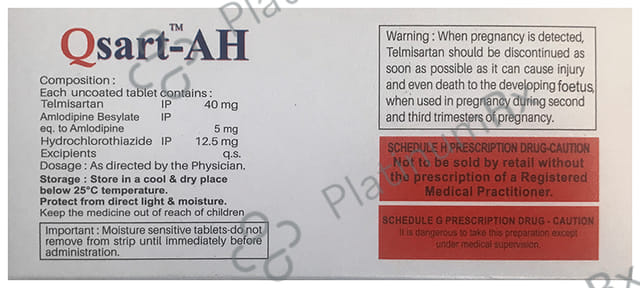 Qsart™-AH
Composition :
Each uncoated tablet contains :
Telmisartan IP 40 mg
Amlodipine Besylate IP
eq. to Amlodipine 5 mg
Hydrochlorothiazide IP 12.5 mg
Excipients q.s.
Dosage : As directed by the Physician.
Storage : Store in a cool & dry place
below 25°C temperature.
Protect from direct light & moisture.
Keep the medicine out of reach of children
Important : Moisture sensitive tablets-do not
remove from strip until immediately before
administration.
Warning : When pregnancy is detected,
Telmisartan should be discontinued as
soon as possible as it can cause injury
and even death to the developing foetus,
when used in pregnancy during second
and third trimesters of pregnancy.
SCHEDULE H PRESCRIPTION DRUG-CAUTION
Not to be sold by retail without
the prescription of a Registered
Medical Practitioner.
SCHEDULE G PRESCRIPTION DRUG - CAUTION
It is dangerous to take this preparation except
under medical supervision.
PlatinumRx